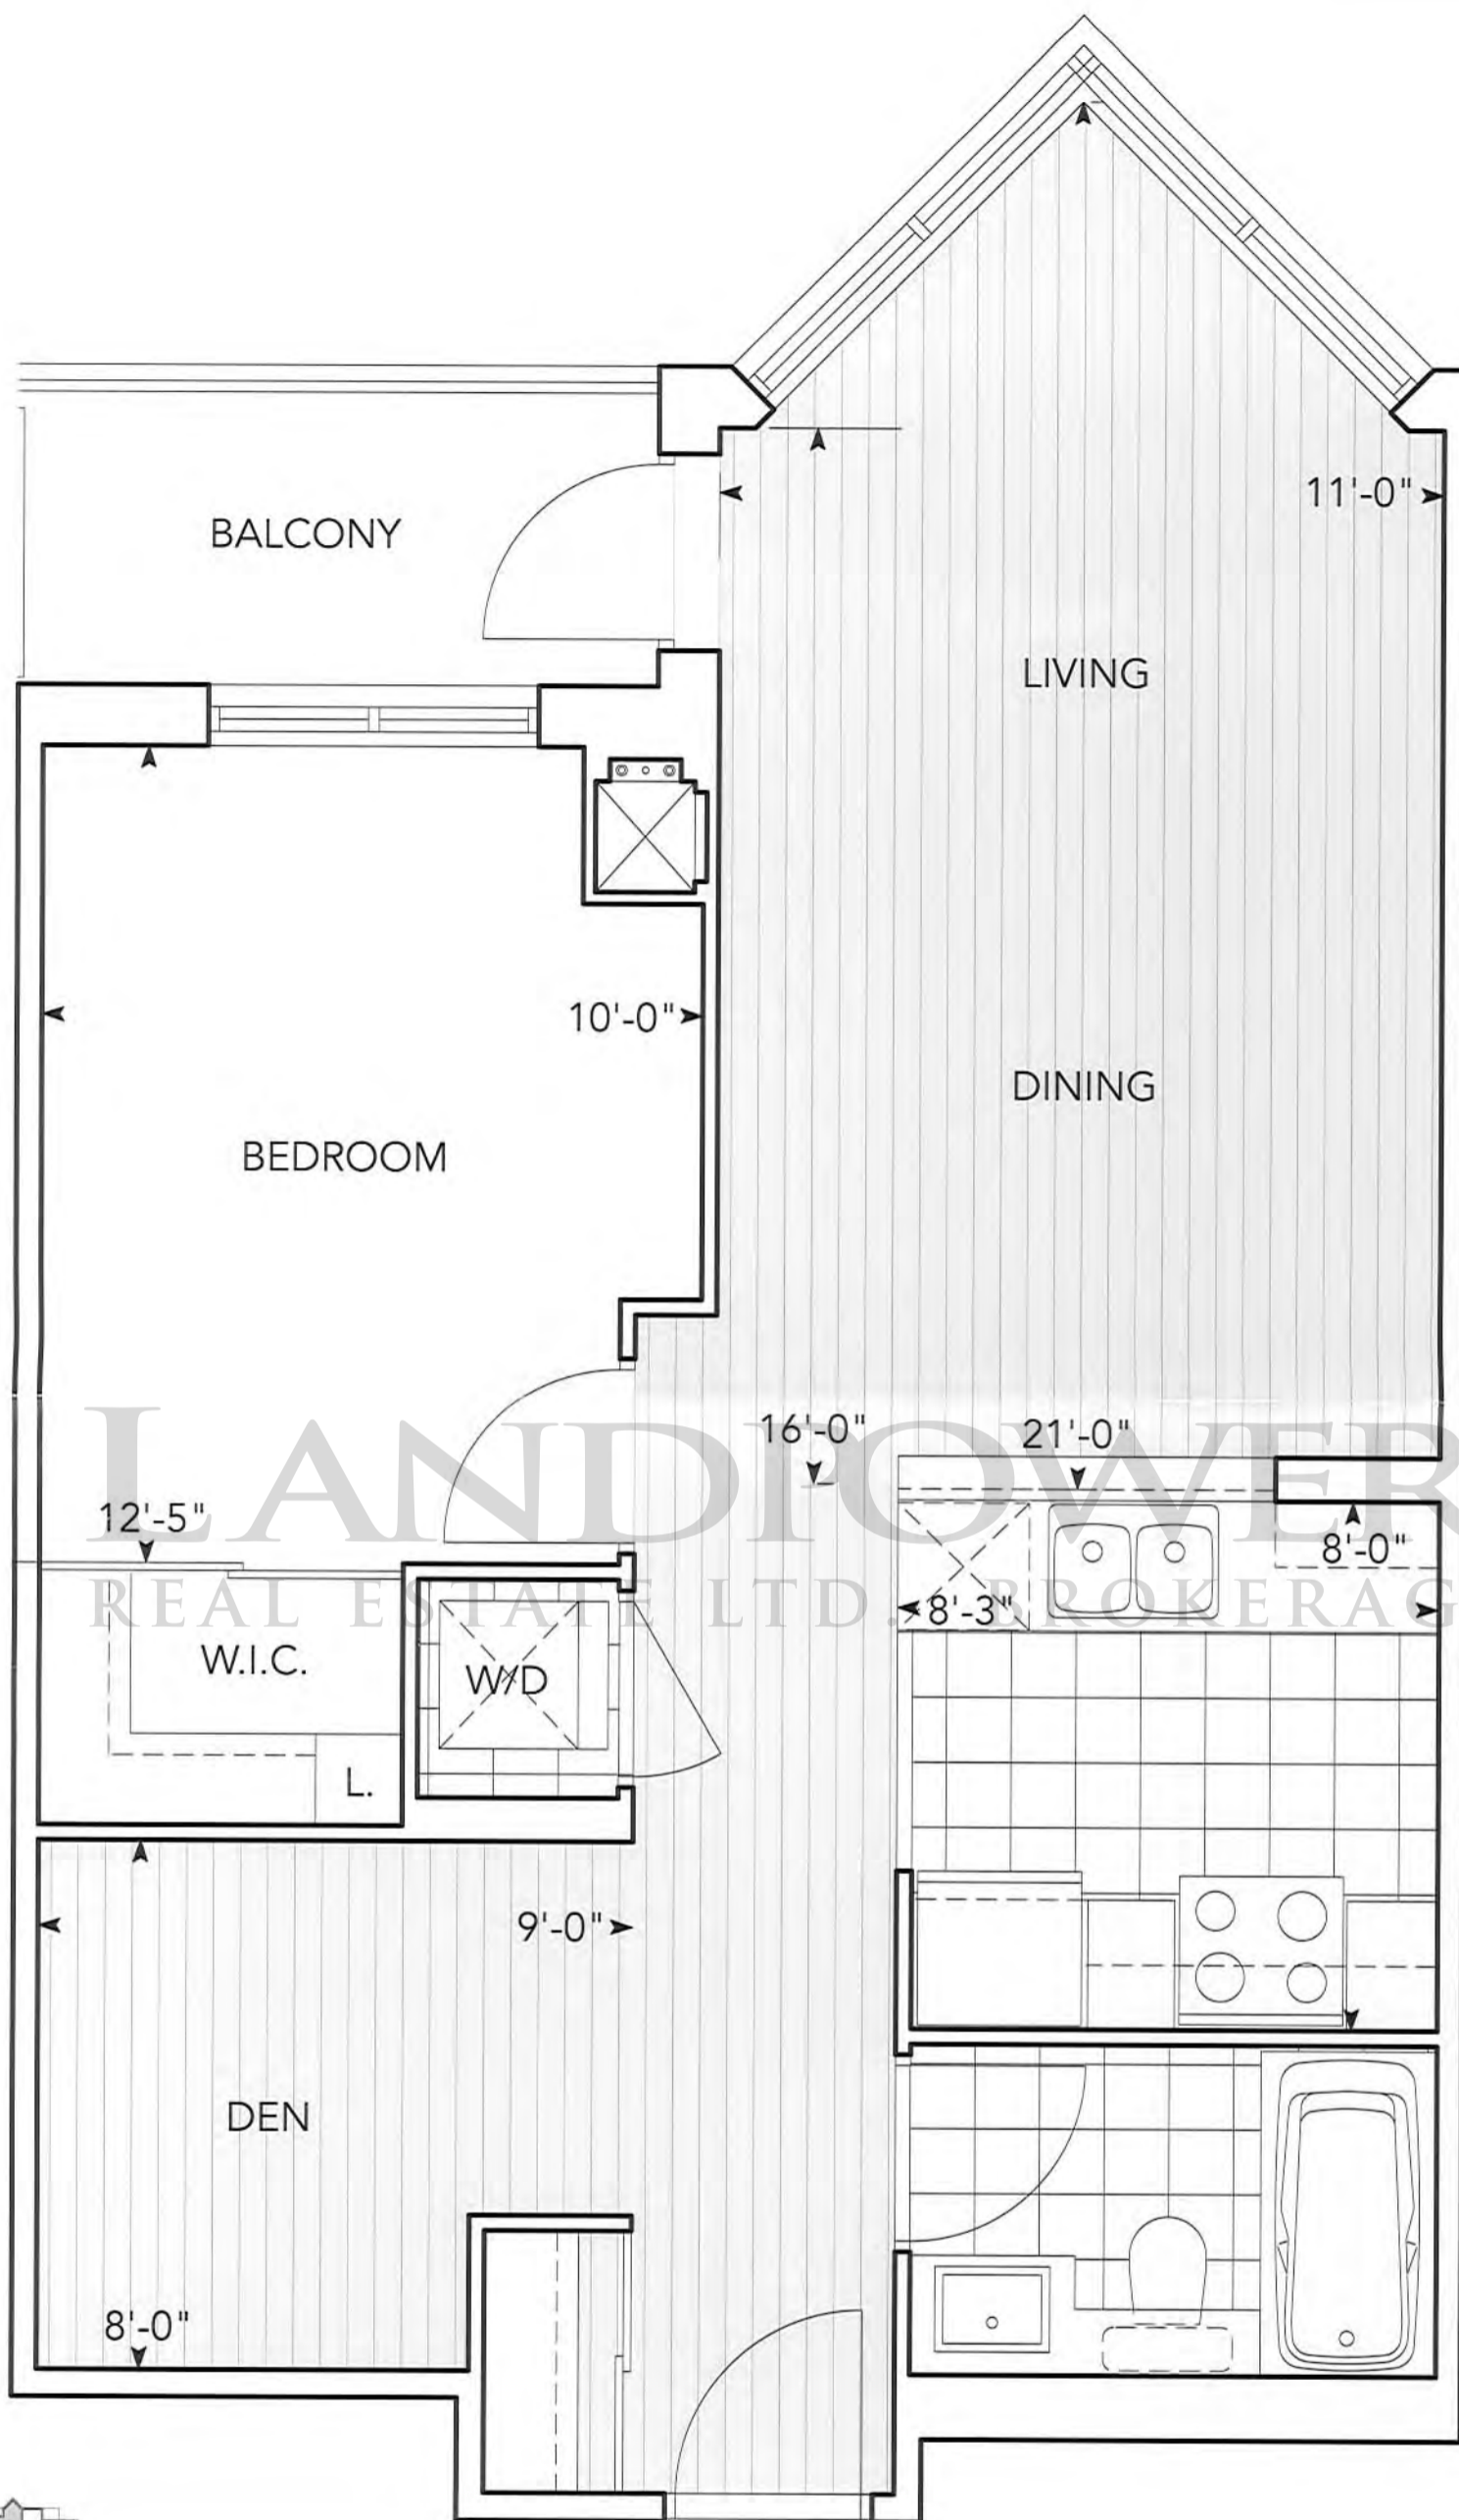 BALCONY
11'-0"
LIVING
10'-0"
DINING
BEDROOM
16'-0"
21'-0"
LANDPOWER
12'-5"
8'-0"
REAL ESTATE LTD. BROKERAG
8'-3"
W.I.C.
W/D
L.
9'-0"
DEN
8'-0"